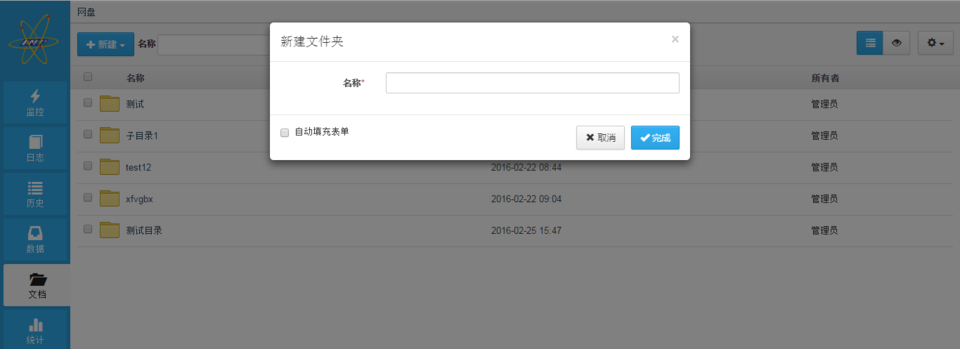 网盘
新建文件夹
×
新建 名称
名称*
名称 所有者
监控
测试 管理员
自动填充表单
取消 完成
子目录1 管理员
日志
test12 2016-02-22 08:44 管理员
历史
xfvgbx 2016-02-22 09:04 管理员
测试目录 2016-02-25 15:47 管理员
数据
文档
统计